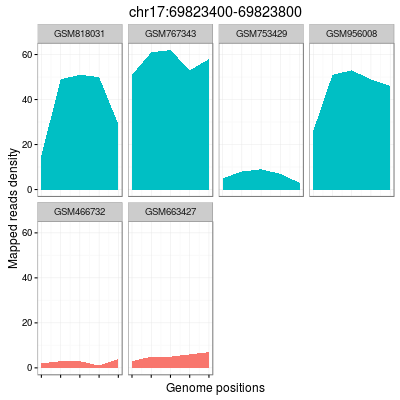 chr17:69823400-69823800
GSM818031 GSM767343 GSM753429 GSM956008
60
40
20
0
Mapped reads density
GSM466732 GSM663427
60
40
20
0
Genome positions